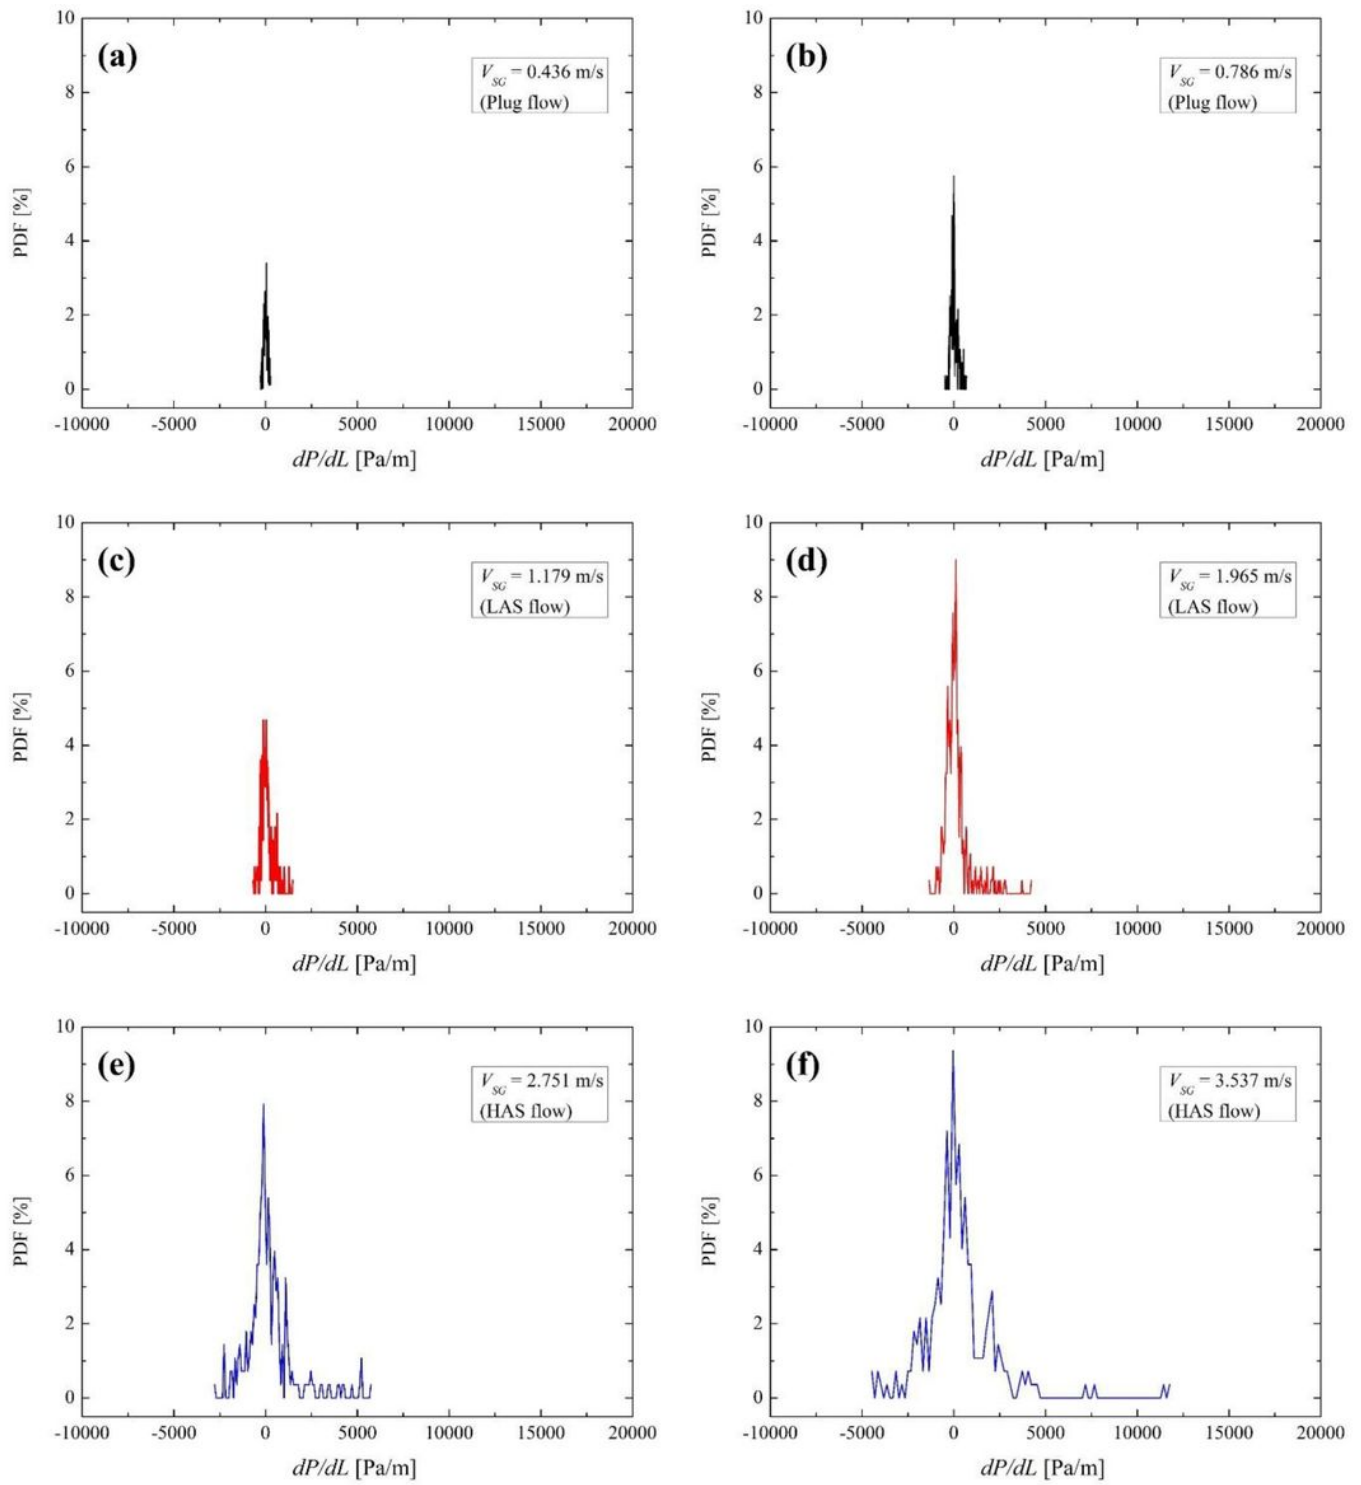 (a)
V_SG = 0.436 m/s
(Plug flow)
PDF [%]
10
8
6
4
2
0
-10000 -5000 0 5000 10000 15000 20000
dP/dL [Pa/m]
(b)
V_SG = 0.786 m/s
(Plug flow)
PDF [%]
10
8
6
4
2
0
-10000 -5000 0 5000 10000 15000 20000
dP/dL [Pa/m]
(c)
V_SG = 1.179 m/s
(LAS flow)
PDF [%]
10
8
6
4
2
0
-10000 -5000 0 5000 10000 15000 20000
dP/dL [Pa/m]
(d)
V_SG = 1.965 m/s
(LAS flow)
PDF [%]
10
8
6
4
2
0
-10000 -5000 0 5000 10000 15000 20000
dP/dL [Pa/m]
(e)
V_SG = 2.751 m/s
(HAS flow)
PDF [%]
10
8
6
4
2
0
-10000 -5000 0 5000 10000 15000 20000
dP/dL [Pa/m]
(f)
V_SG = 3.537 m/s
(HAS flow)
PDF [%]
10
8
6
4
2
0
-10000 -5000 0 5000 10000 15000 20000
dP/dL [Pa/m]